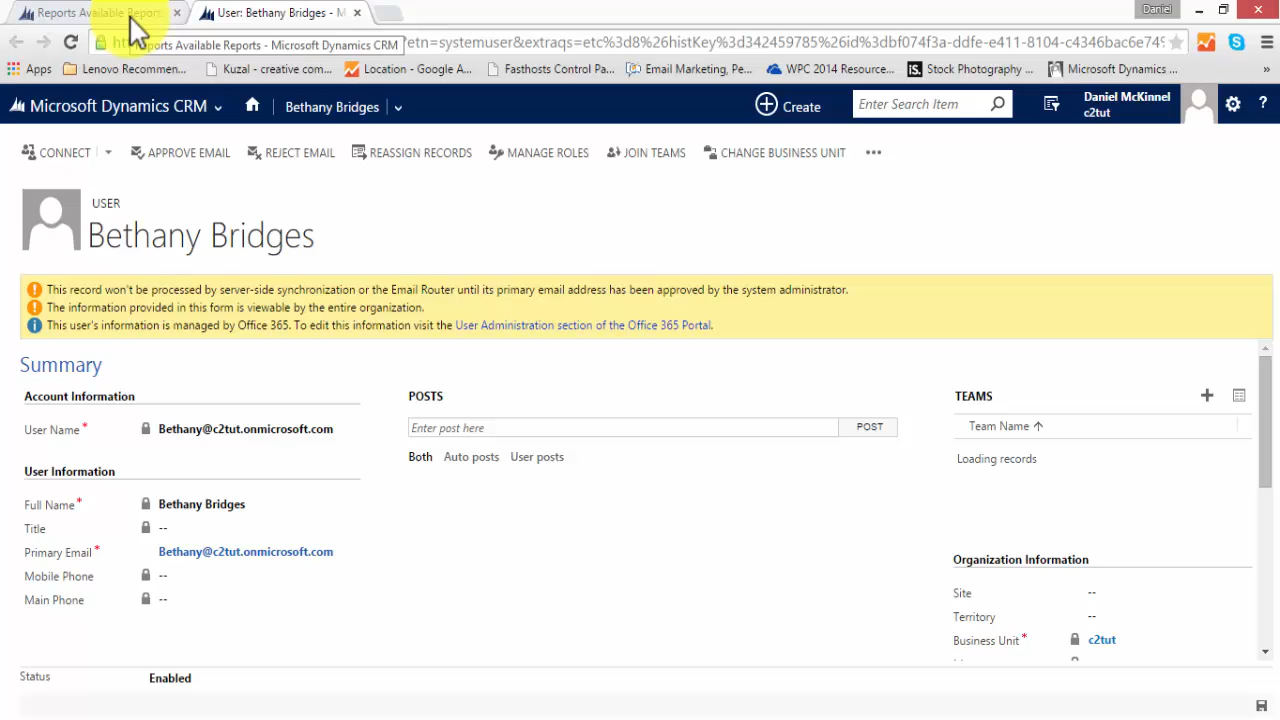 Reports Available Report
User: Bethany Bridges - M
Daniel
Reports Available Reports - Microsoft Dynamics CRM
etn=systemuser&extraqs=etc%3d8%26histKey%3d342459785%26id%3dbf074f3a-ddfe-e411-8104-c4346bac6e74%
Apps
Lenovo Recommen...
Kuzal - creative com...
Location - Google A...
Fasthosts Control Pa...
Email Marketing, Pe...
WPC 2014 Resource...
Stock Photography ...
Microsoft Dynamics ...
»
Microsoft Dynamics CRM
Bethany Bridges
Create
Enter Search Item
Daniel McKinnel
c2tut
?
CONNECT
APPROVE EMAIL
REJECT EMAIL
REASSIGN RECORDS
MANAGE ROLES
JOIN TEAMS
CHANGE BUSINESS UNIT
•••
USER
Bethany Bridges
This record won't be processed by server-side synchronization or the Email Router until its primary email address has been approved by the system administrator.
The information provided in this form is viewable by the entire organization.
This user's information is managed by Office 365. To edit this information visit the User Administration section of the Office 365 Portal.
Summary
Account Information
User Name* Bethany@c2tut.onmicrosoft.com
User Information
Full Name* Bethany Bridges
Title --
Primary Email* Bethany@c2tut.onmicrosoft.com
Mobile Phone --
Main Phone --
POSTS
Enter post here
POST
Both Auto posts User posts
TEAMS
Team Name
Loading records
Organization Information
Site --
Territory --
Business Unit* c2tut
Status Enabled